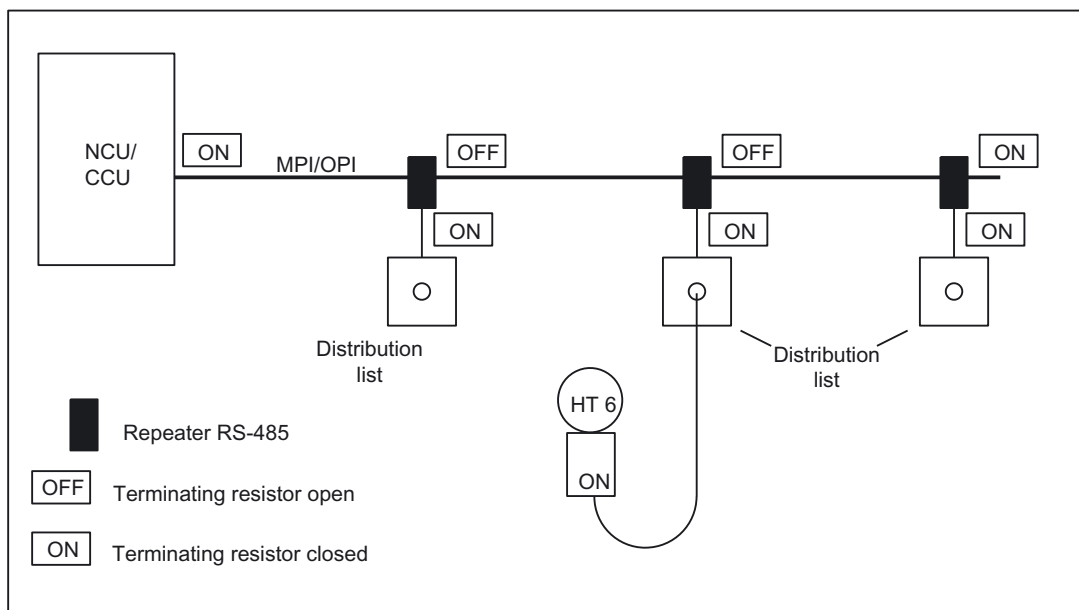 NCU/
CCU
ON
MPI/OPI
OFF
OFF
ON
ON
ON
ON
Distribution
list
Distribution
list
HT 6
ON
Repeater RS-485
OFF
Terminating resistor open
ON
Terminating resistor closed